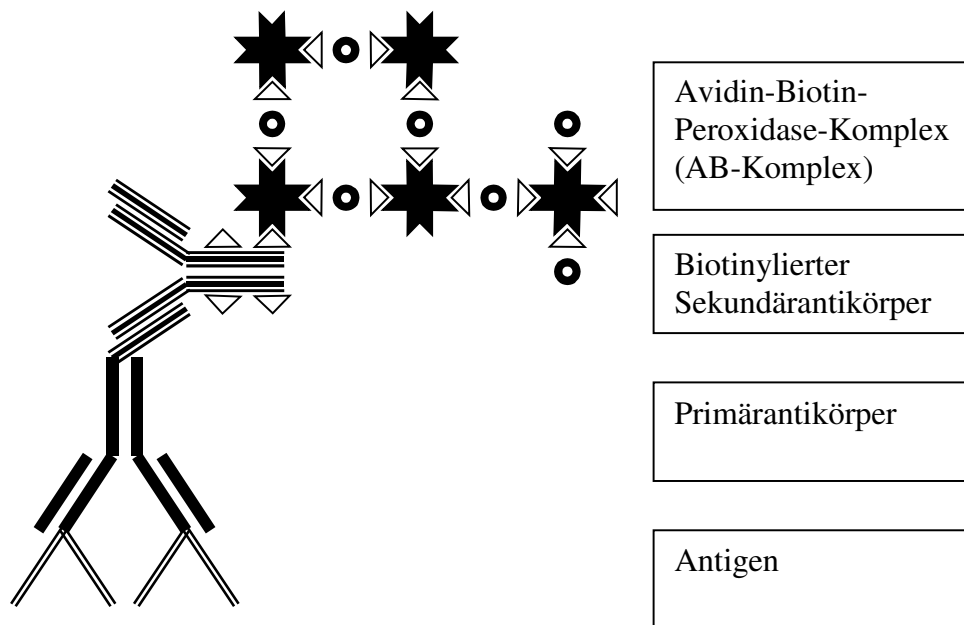 Avidin-Biotin-
Peroxidase-Komplex
(AB-Komplex)
Biotinylierter
Sekundärantikörper
Primärantikörper
Antigen